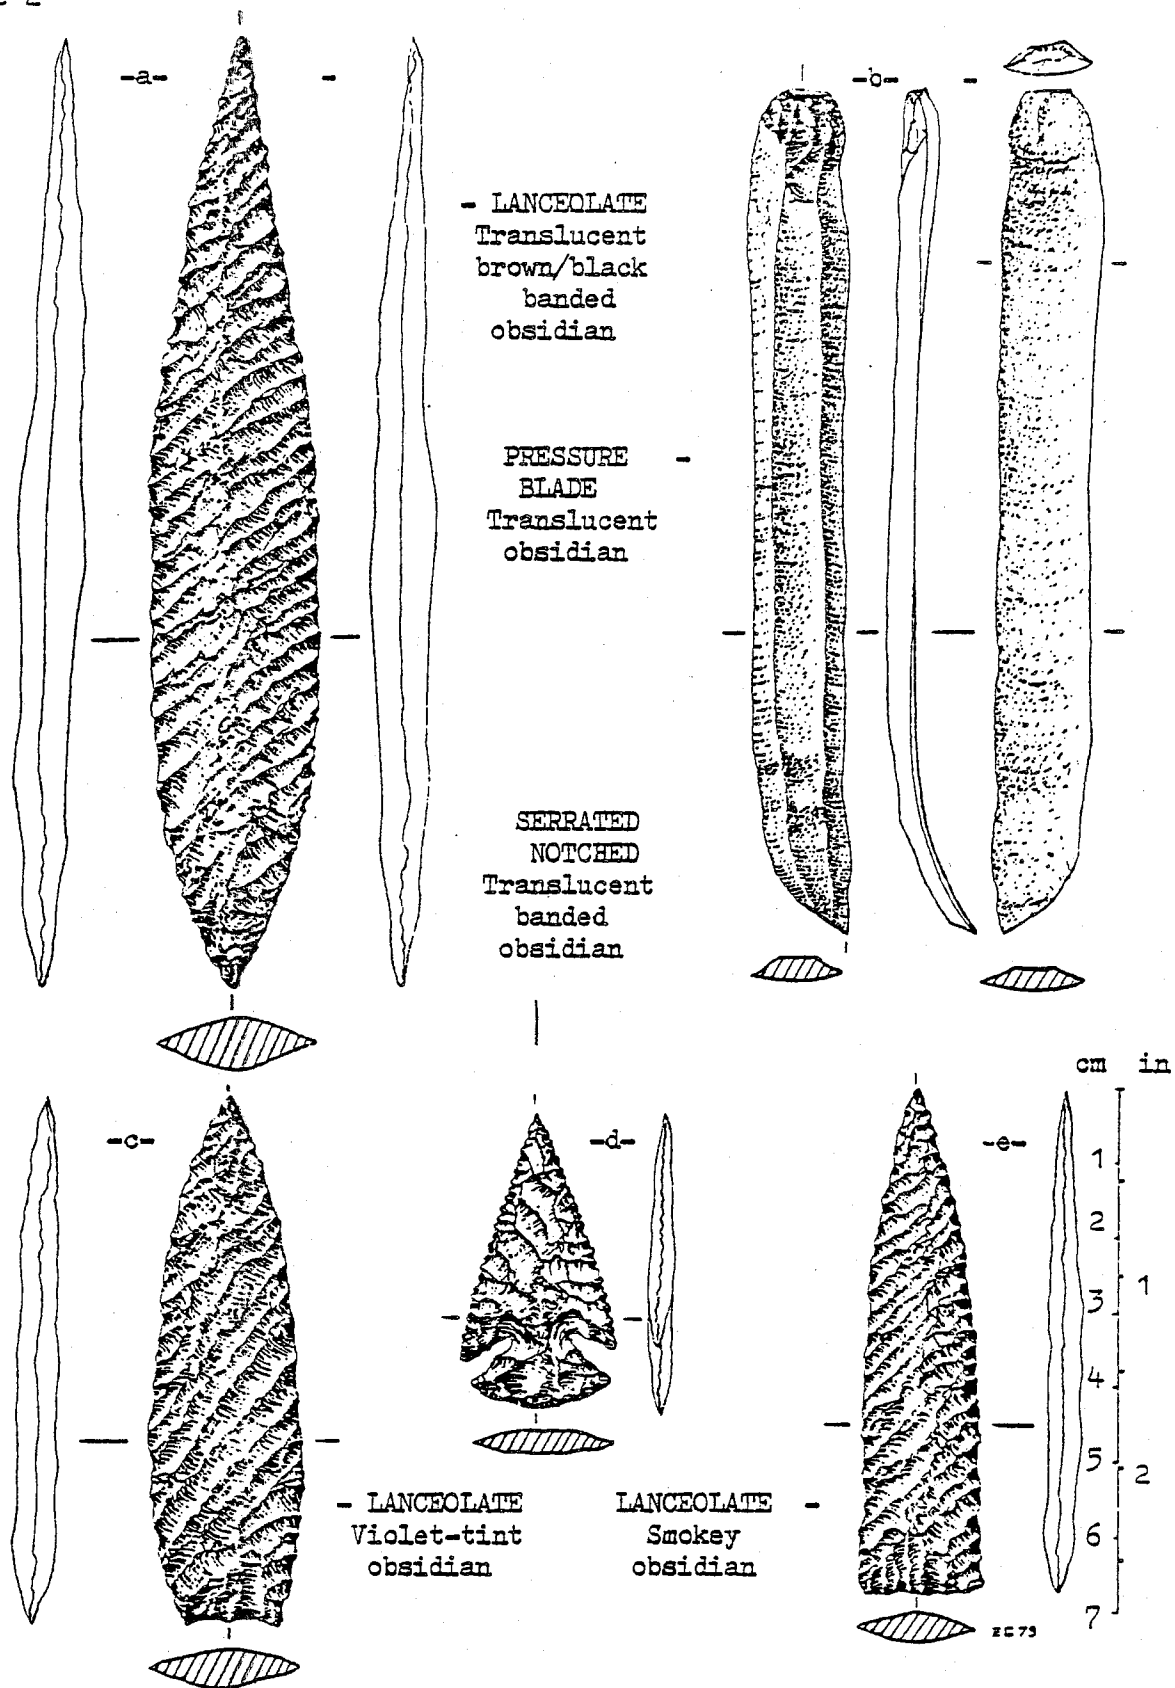 -a-
-b-
- LANCEOLATE
Translucent
brown/black
banded
obsidian
PRESSURE -
BLADE
Translucent
obsidian
SERRATED
NOTCHED
Translucent
banded
obsidian
cm in
-c-
-d-
-e-
1
2
3
4
5
6
7
1
2
- LANCEOLATE
Violet-tint
obsidian
LANCEOLATE -
Smokey
obsidian